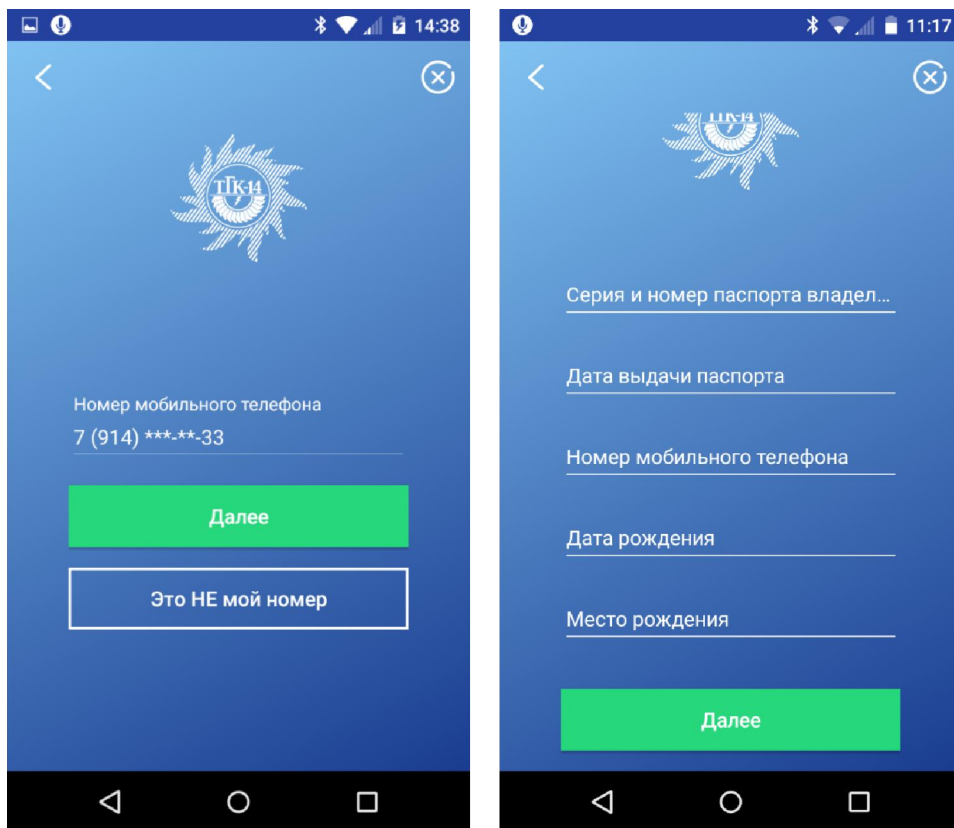 14:38
ТГК-14
Номер мобильного телефона
7 (914) ***-**-33
Далее
Это НЕ мой номер
11:17
ТГК-14
Серия и номер паспорта владел...
Дата выдачи паспорта
Номер мобильного телефона
Дата рождения
Место рождения
Далее